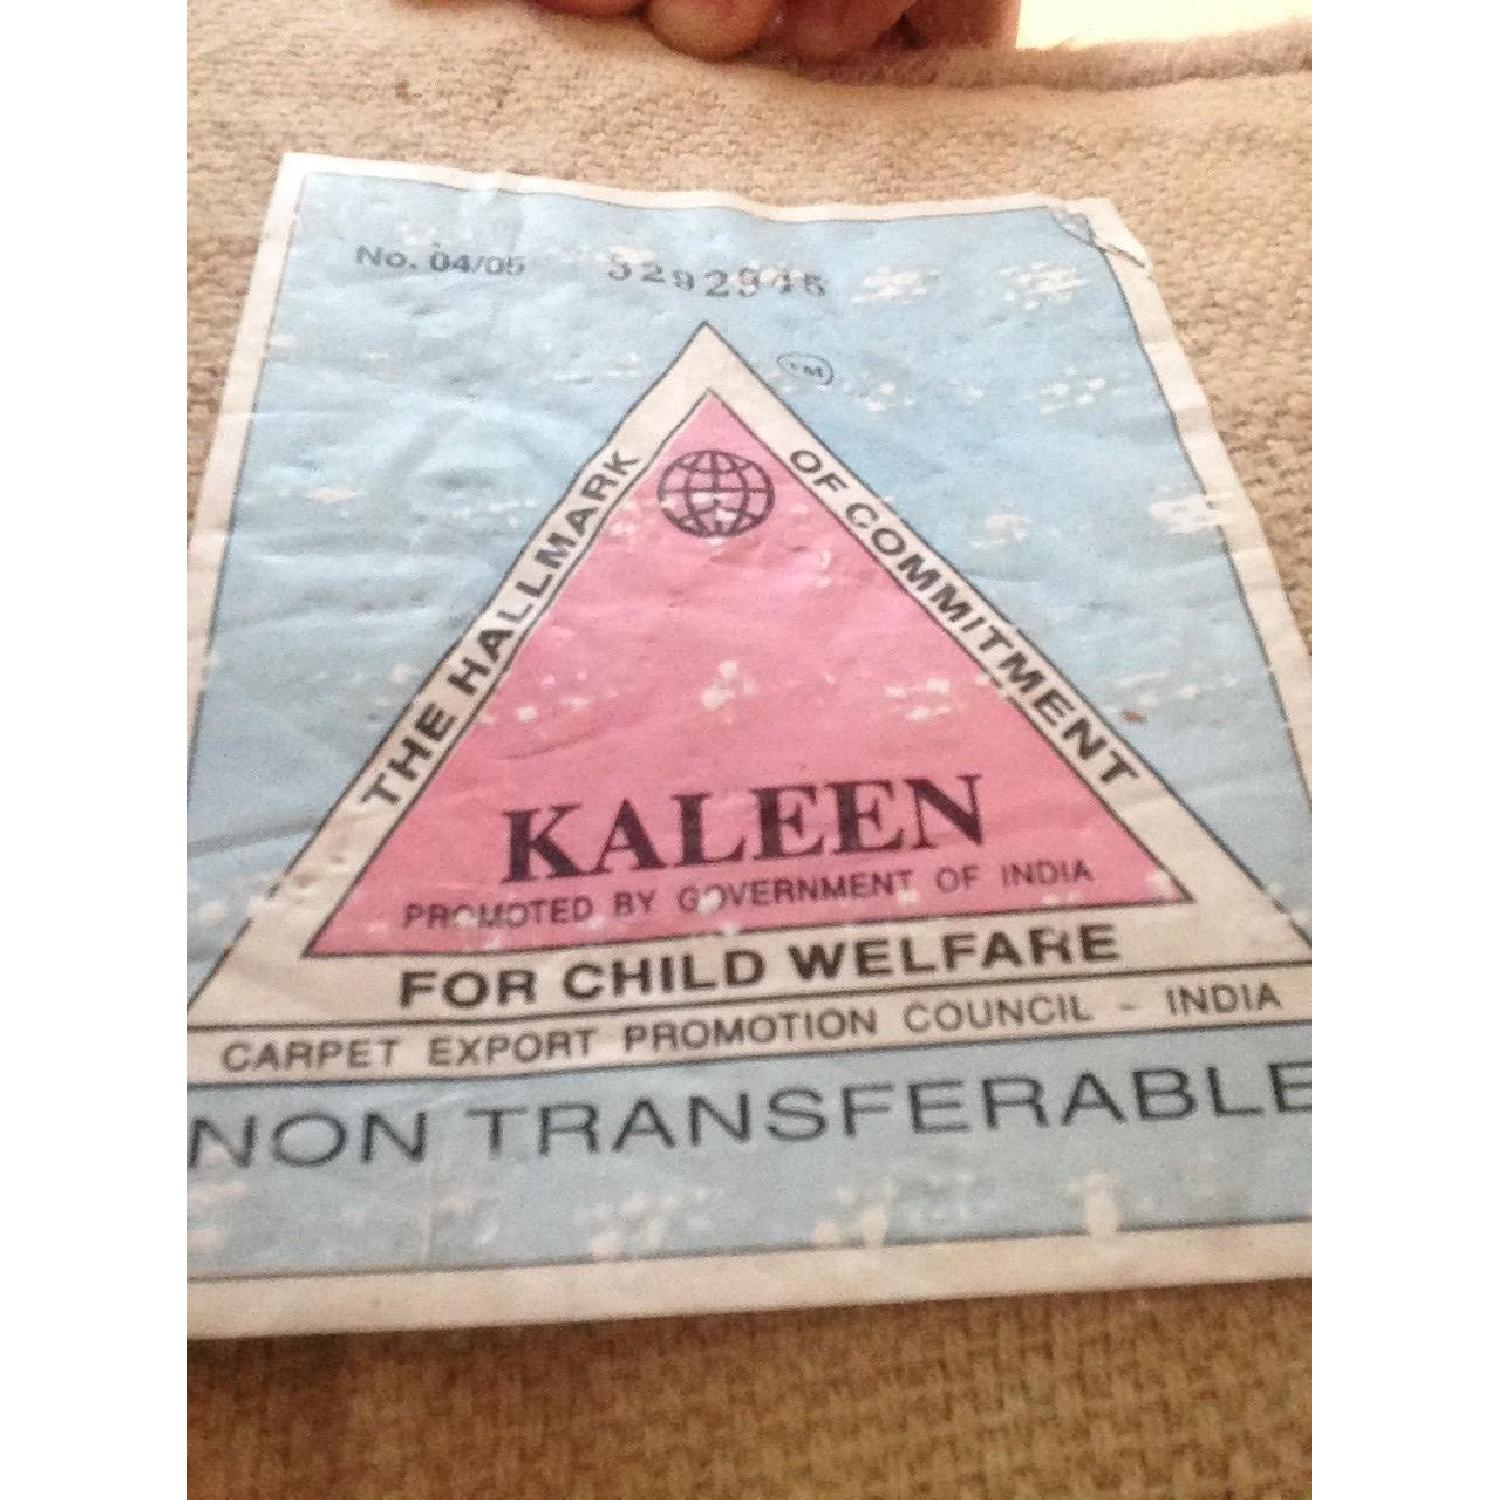 No. 04/05 3292946
TM
THE HALLMARK OF COMMITMENT
KALEEN
PROMOTED BY GOVERNMENT OF INDIA
FOR CHILD WELFARE
CARPET EXPORT PROMOTION COUNCIL - INDIA
NON TRANSFERABLE